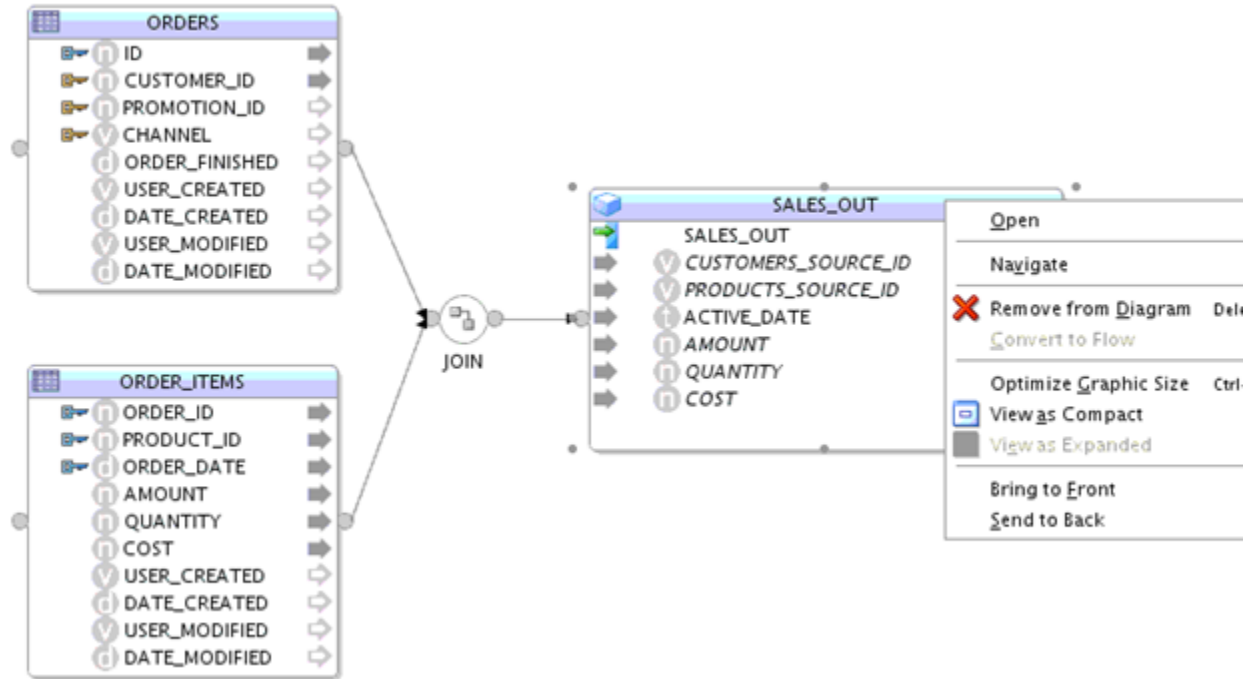 ORDERS
n ID
n CUSTOMER_ID
n PROMOTION_ID
v CHANNEL
d ORDER_FINISHED
v USER_CREATED
d DATE_CREATED
v USER_MODIFIED
d DATE_MODIFIED
ORDER_ITEMS
n ORDER_ID
n PRODUCT_ID
d ORDER_DATE
n AMOUNT
n QUANTITY
n COST
v USER_CREATED
d DATE_CREATED
v USER_MODIFIED
d DATE_MODIFIED
JOIN
SALES_OUT
SALES_OUT
v CUSTOMERS_SOURCE_ID
v PRODUCTS_SOURCE_ID
t ACTIVE_DATE
n AMOUNT
n QUANTITY
n COST
Open
Navigate
Remove from Diagram Dele
Convert to Flow
Optimize Graphic Size Ctrl-
View as Compact
View as Expanded
Bring to Front
Send to Back